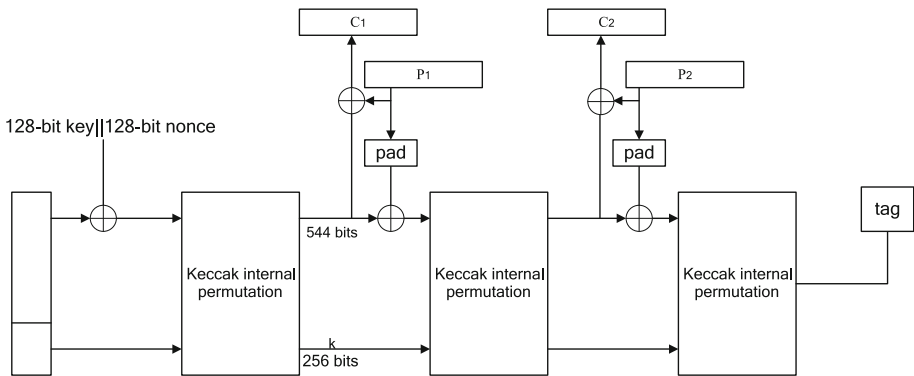 C1
C2
P1
P2
128-bit key||128-bit nonce
pad
pad
tag
544 bits
Keccak internal
permutation
Keccak internal
permutation
Keccak internal
permutation
k
256 bits